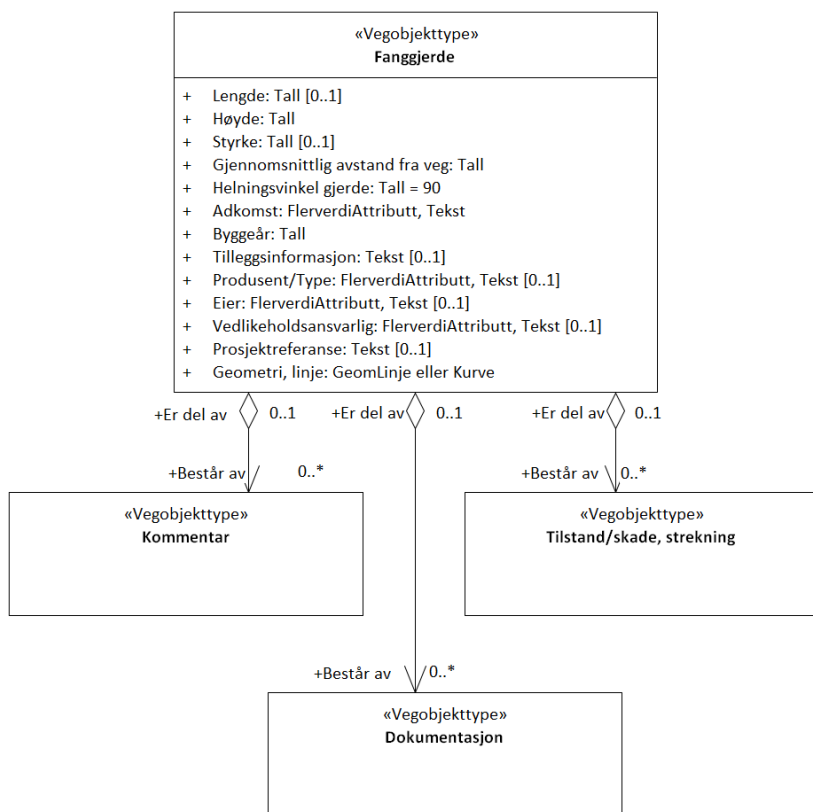 «Vegobjekttype»
Fanggjerde
+ Lengde: Tall [0..1]
+ Høyde: Tall
+ Styrke: Tall [0..1]
+ Gjennomsnittlig avstand fra veg: Tall
+ Helningsvinkel gjerde: Tall = 90
+ Adkomst: FlerverdiAttributt, Tekst
+ Byggeår: Tall
+ Tilleggsinformasjon: Tekst [0..1]
+ Produsent/Type: FlerverdiAttributt, Tekst [0..1]
+ Eier: FlerverdiAttributt, Tekst [0..1]
+ Vedlikeholdsansvarlig: FlerverdiAttributt, Tekst [0..1]
+ Prosjektreferanse: Tekst [0..1]
+ Geometri, linje: GeomLinje eller Kurve
+Er del av 0..1 +Er del av 0..1 +Er del av 0..1
+Består av 0..* +Består av 0..*
«Vegobjekttype»
Kommentar
«Vegobjekttype»
Tilstand/skade, strekning
+Består av 0..*
«Vegobjekttype»
Dokumentasjon